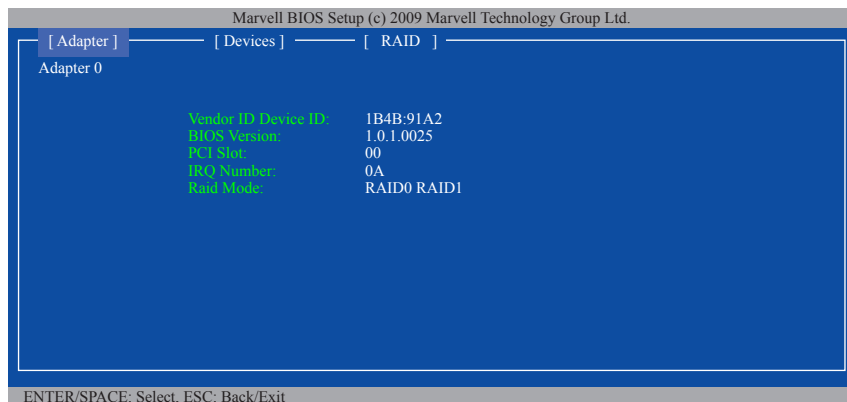 Marvell BIOS Setup (c) 2009 Marvell Technology Group Ltd.
[ Adapter ] [ Devices ] [ RAID ]
Adapter 0
Vendor ID Device ID: 1B4B:91A2
BIOS Version: 1.0.1.0025
PCI Slot: 00
IRQ Number: 0A
Raid Mode: RAID0 RAID1
ENTER/SPACE: Select, ESC: Back/Exit